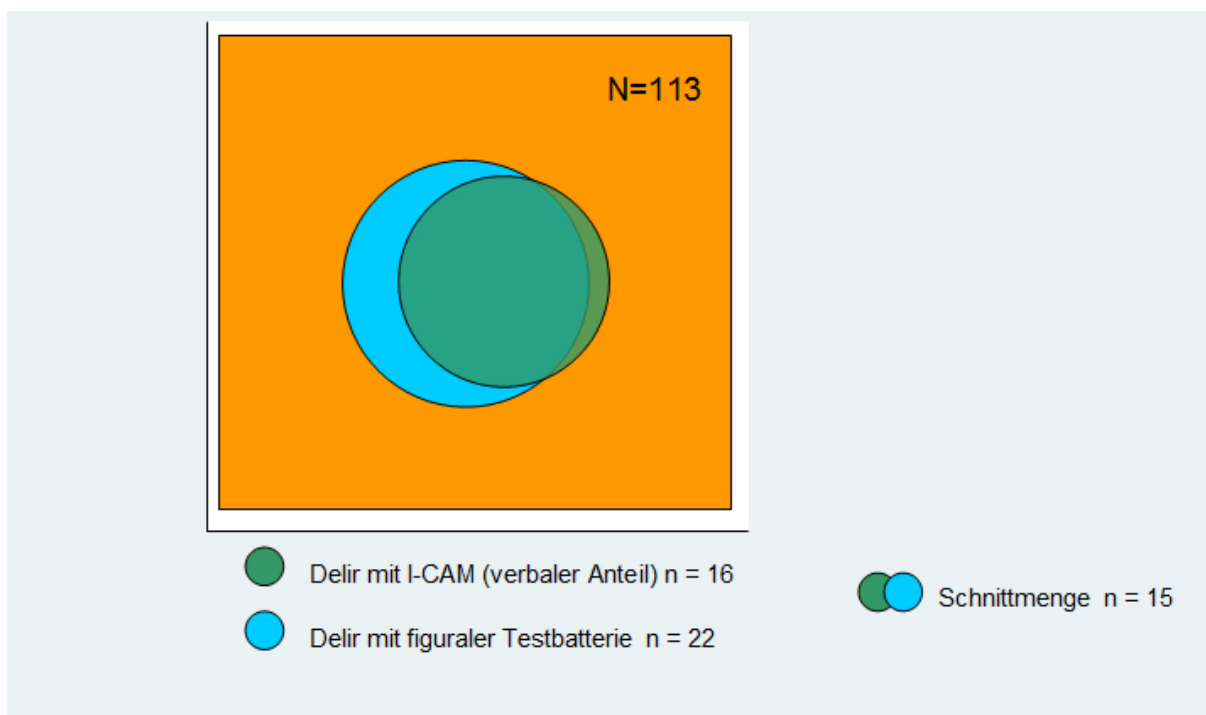 N=113
Delir mit I-CAM (verbaler Anteil) n = 16
Delir mit figuraler Testbatterie n = 22
Schnittmenge n = 15